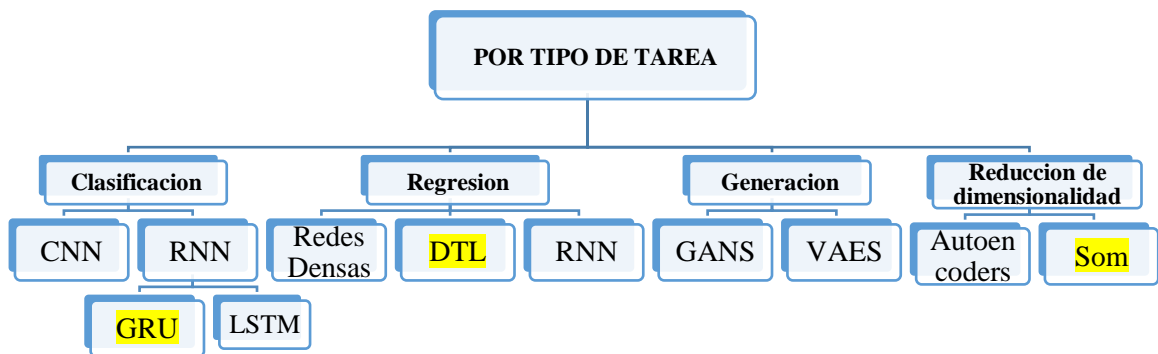 POR TIPO DE TAREA
Clasificacion
Regresion
Generacion
Reduccion de
dimensionalidad
CNN
RNN
Redes
Densas
DTL
RNN
GANS
VAES
Autoen
coders
Som
GRU
LSTM